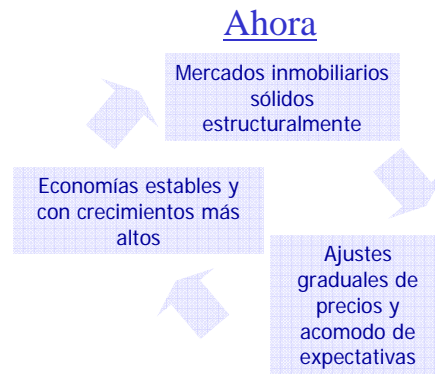 Ahora
Mercados inmobiliarios
sólidos
estructuralmente
Economías estables y
con crecimientos más
altos
Ajustes
graduales de
precios y
acomodo de
expectativas